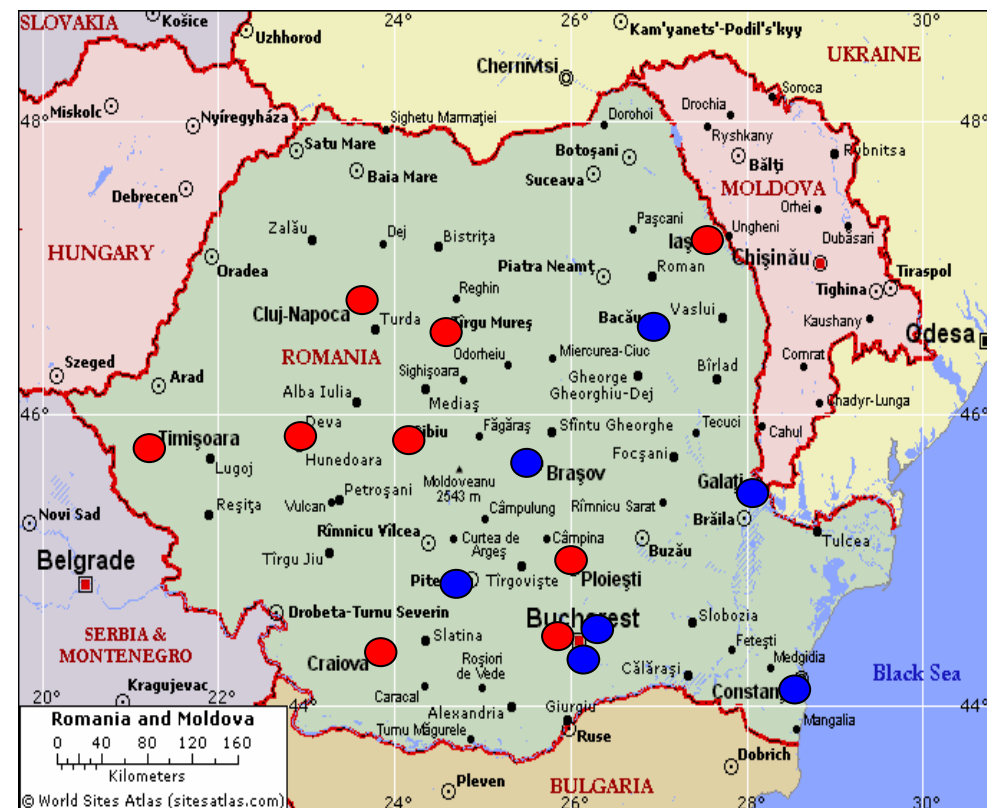 SLOVAKIA
Košice
24°
26°
30°
Uzhhorod
Kam'yanets'-Podil's'kyy
UKRAINE
Chernivtsi
Soroca
Miskolc
Drochia
48°
Nyíregyháza
Sighetu Marmației
Dorohoi
48°
Ryshkany
Satu Mare
Botoşani
Bălţi
Rybnitsa
Baia Mare
Suceava
MOLDOVA
Debrecen
Orhei
Paşcani
Zalău
Dej
Bistriţa
Ungheni
Dubăsari
HUNGARY
Iaş
Chişinău
Oradea
Piatra Neamţ
Roman
Tiraspol
Reghin
Tighina
Cluj-Napoca
Vaslui
Turda
Tîrgu Mureş
Bacău
Kaushany
Odesa
ROMANIA
Odorheiu
Miercurea-Ciuc
Szeged
Comrat
Sighişoara
Gheorge
Gheorghiu-Dej
Bîrlad
Arad
Alba Iulia
Mediaş
Chadyr-Lunga
46°
46°
Deva
Făgăraş
Sfîntu Gheorghe
Tecuci
Cahul
Timişoara
Sibiu
Hunedoara
Focşani
Lugoj
Braşov
Moldoveanu
2543 m
Galaţi
Petroşani
Reşiţa
Vulcan
Cîmpulung
Rîmnicu Sarat
Novi Sad
Brăila
Rîmnicu Vîlcea
Curtea de
Argeş
Cîmpina
Buzău
Tulcea
Belgrade
Tîrgu Jiu
Pite
Tîrgovişte
Ploieşti
Drobeta-Turnu Severin
Bucharest
Slobozia
SERBIA &
MONTENEGRO
Slatina
Feteşti
Craiova
Roşiori
de Vede
Medgidia
Călăraşi
Black Sea
20°
22°
Kragujevac
Caracal
Constan
44°
44°
Alexandria
Giurgiu
Mangalia
Turnu Măgurele
Ruse
Romania and Moldova
0 40 80 120 160
Kilometers
Dobrich
Pleven
BULGARIA
© World Sites Atlas (sitesatlas.com)
24°
26°
28°
30°